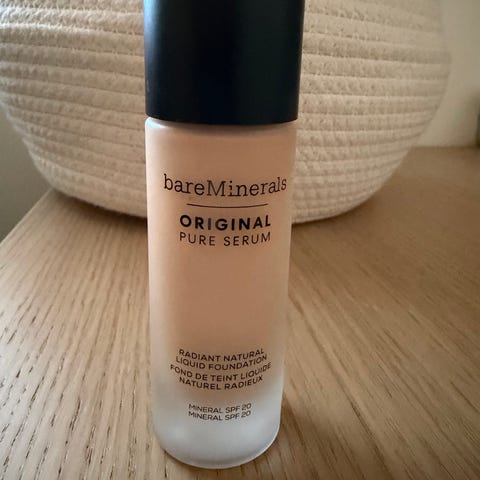 bareMinerals
ORIGINAL
PURE SERUM
RADIANT NATURAL
LIQUID FOUNDATION
FOND DE TEINT LIQUIDE
NATUREL RADIEUX
MINERAL SPF 20
MINERAL SPF 20